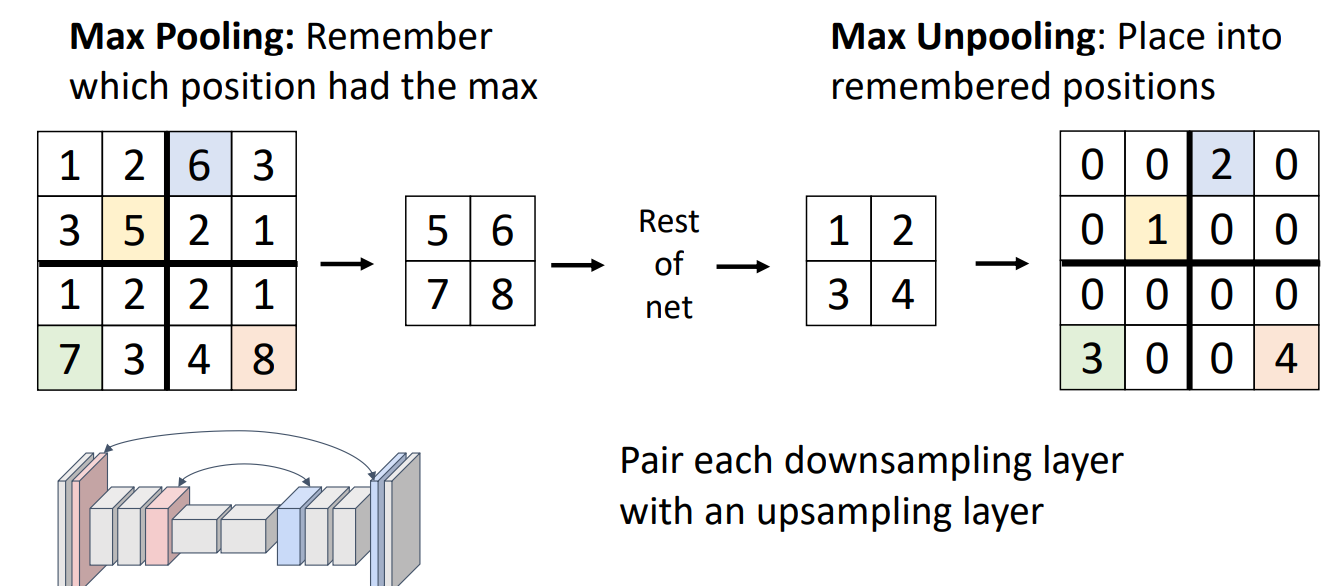 Max Pooling: Remember
which position had the max
Max Unpooling: Place into
remembered positions
1 2 6 3
3 5 2 1
1 2 2 1
7 3 4 8
5 6
7 8
Rest
of
net
1 2
3 4
0 0 2 0
0 1 0 0
0 0 0 0
3 0 0 4
Pair each downsampling layer
with an upsampling layer